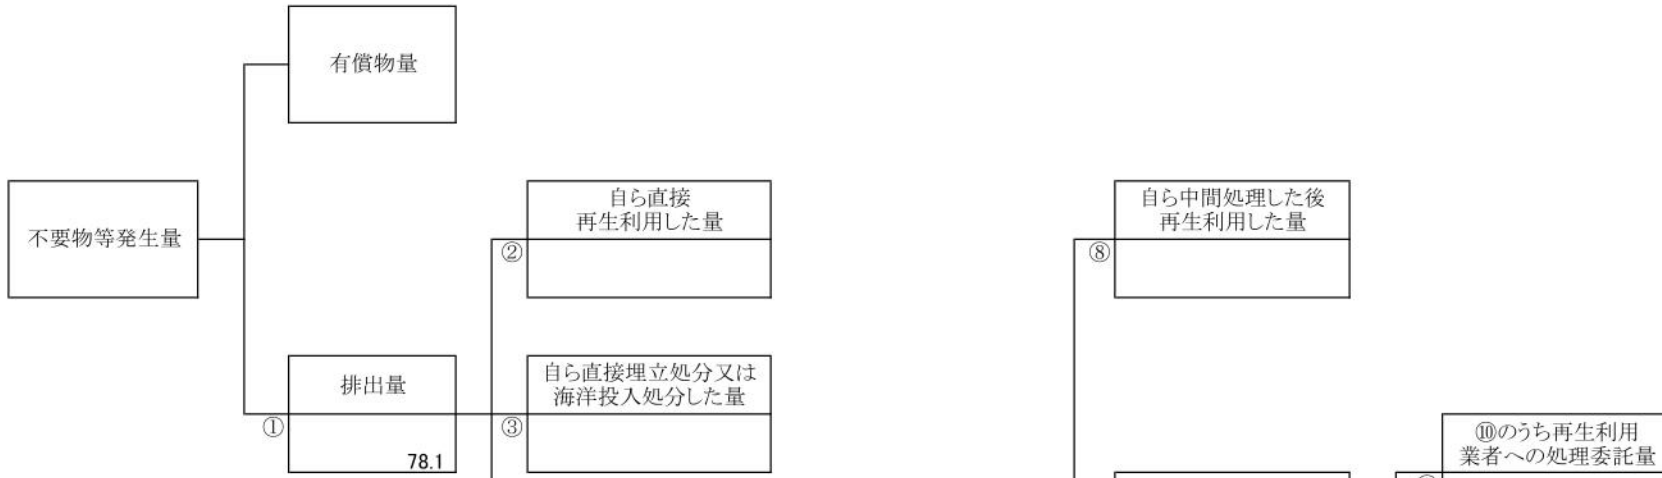 有償物量
不要物等発生量
自ら直接
再生利用した量
②
自ら中間処理した後
再生利用した量
⑧
排出量
①
78.1
自ら直接埋立処分又は
海洋投入処分した量
③
⑩のうち再生利用
業者への処理委託量